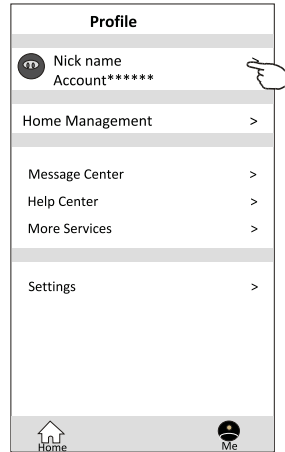 Profile
Nick name
Account******
Home Management >
Message Center >
Help Center >
More Services >
Settings >
Home
Me